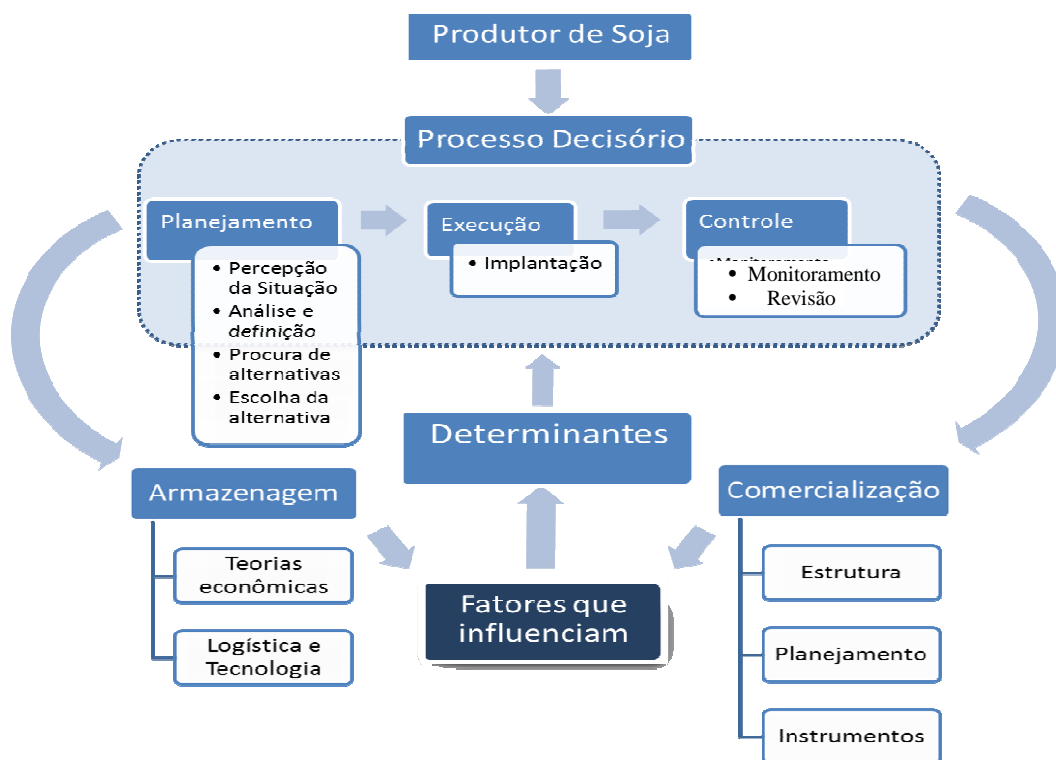 Produtor de Soja
Processo Decisório
Planejamento
• Percepção
da Situação
• Análise e
definição
• Procura de
alternativas
• Escolha da
alternativa
Execução
• Implantação
Controle
• Monitoramento
• Monitoramento
• Revisão
Determinantes
Armazenagem
Teorias
econômicas
Logística e
Tecnologia
Fatores que
influenciam
Comercialização
Estrutura
Planejamento
Instrumentos